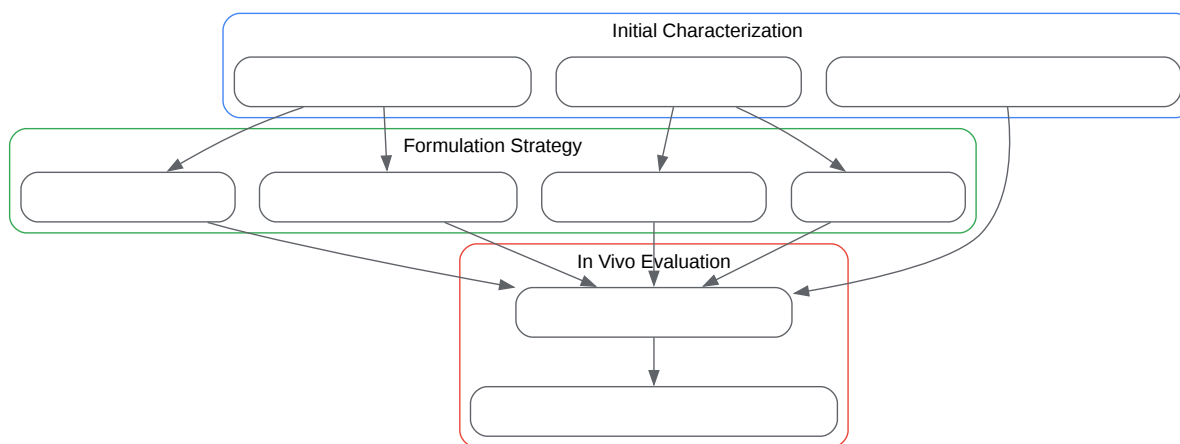 Initial Characterization
Formulation Strategy
In Vivo Evaluation